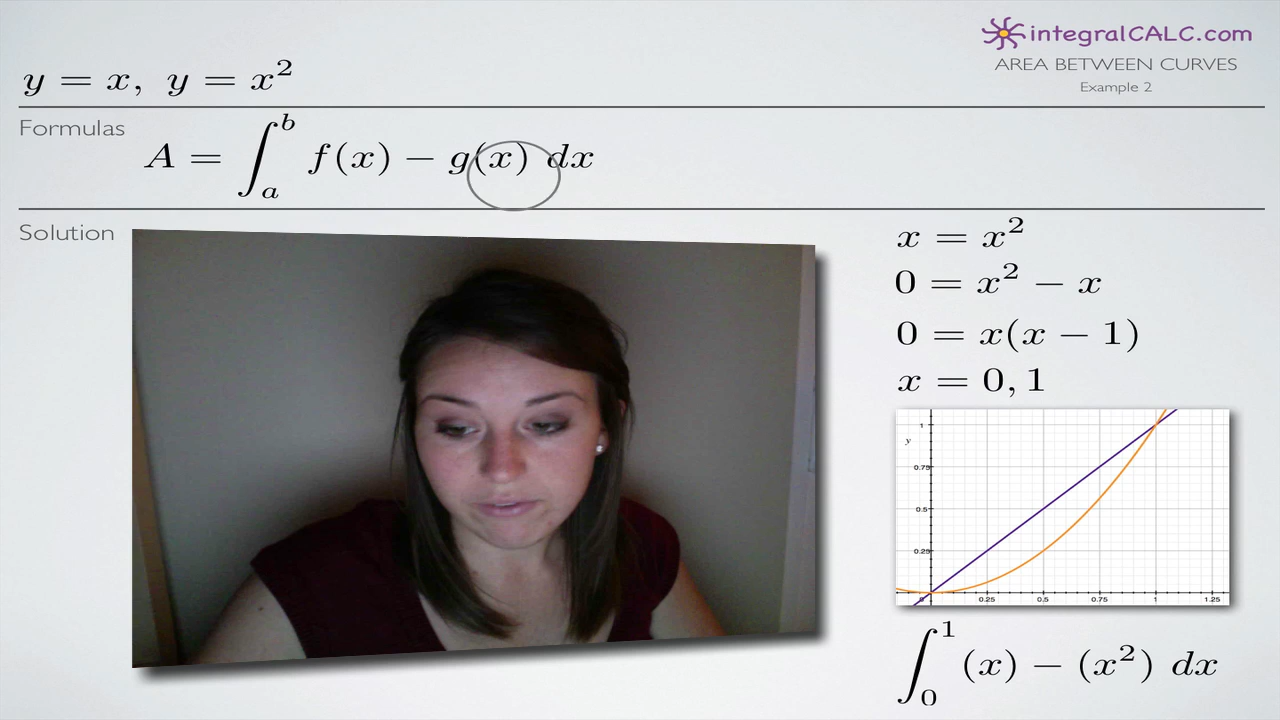 integralCALC.com
AREA BETWEEN CURVES
Example 2
y = x, y = x²
Formulas
A = ∫ₐᵇ f(x) − g(x) dx
Solution
x = x²
0 = x² − x
0 = x(x − 1)
x = 0, 1
1
y
0.75
0.5
0.25
0 0.25 0.5 0.75 1 1.25
∫₀¹ (x) − (x²) dx